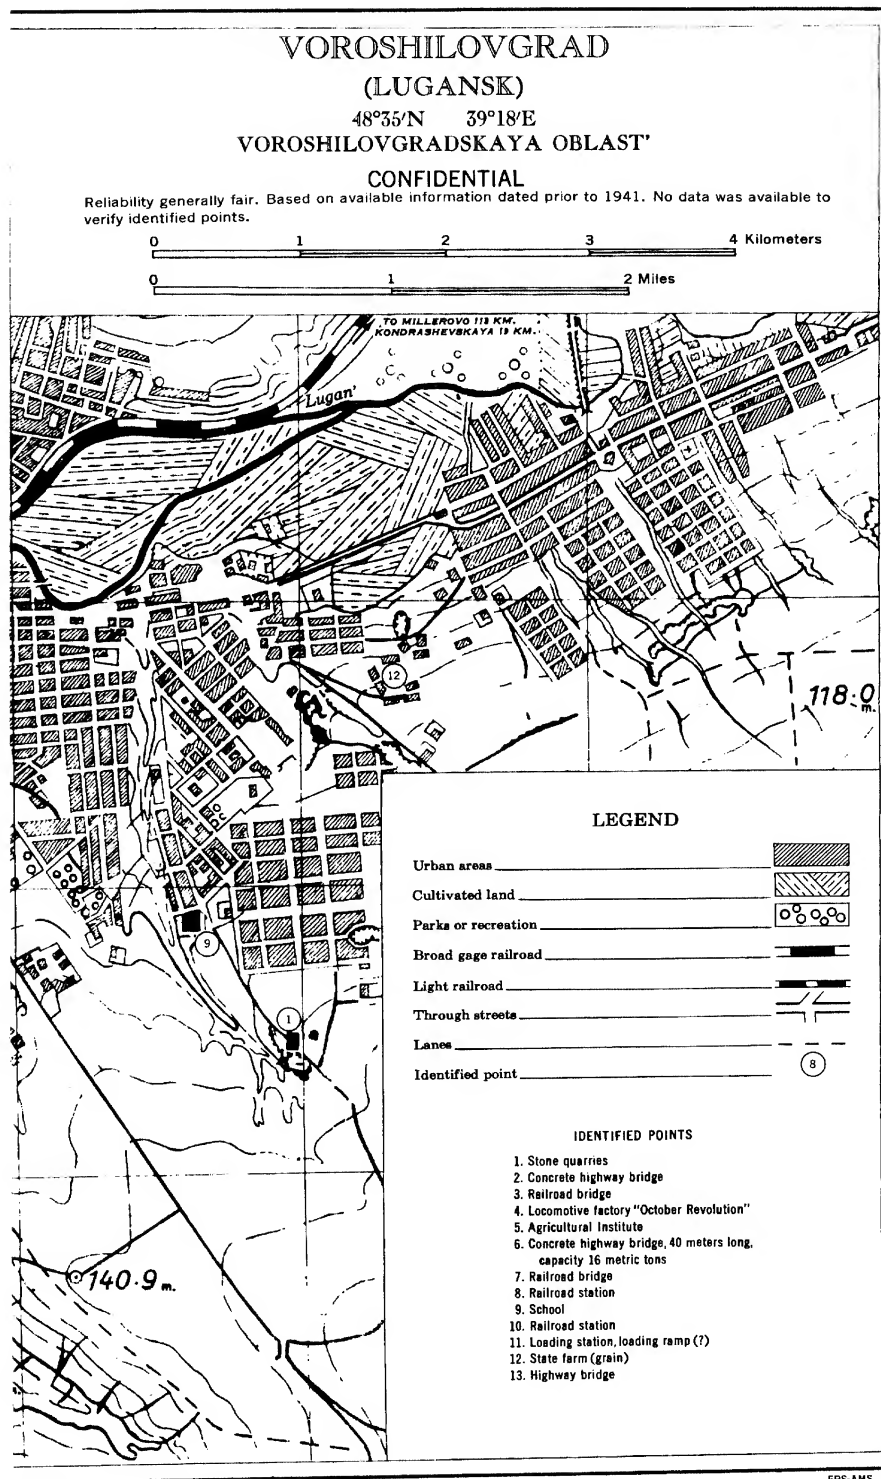 VOROSHILOVGRAD
(LUGANSK)
48°35'N 39°18'E
VOROSHILOVGRADSKAYA OBLAST'
CONFIDENTIAL
Reliability generally fair. Based on available information dated prior to 1941. No data was available to
verify identified points.
0 1 2 3 4 Kilometers
0 1 2 Miles
TO MILLEROVO 118 KM.
KONDRASHEVSKAYA 13 KM.
Lugan'
12
118.0 m.
9
1
140.9 m.
LEGEND
Urban areas
Cultivated land
Parks or recreation
Broad gage railroad
Light railroad
Through streets
Lanes
Identified point 8
IDENTIFIED POINTS
1. Stone quarries
2. Concrete highway bridge
3. Railroad bridge
4. Locomotive factory "October Revolution"
5. Agricultural Institute
6. Concrete highway bridge, 40 meters long,
capacity 16 metric tons
7. Railroad bridge
8. Railroad station
9. School
10. Railroad station
11. Loading station, loading ramp (?)
12. State farm (grain)
13. Highway bridge